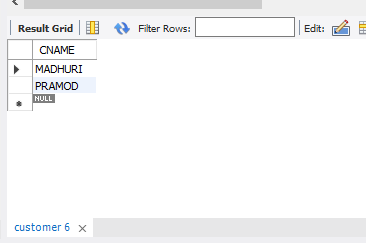 Result Grid Filter Rows: Edit:
CNAME
MADHURI
PRAMOD
NULL
customer 6